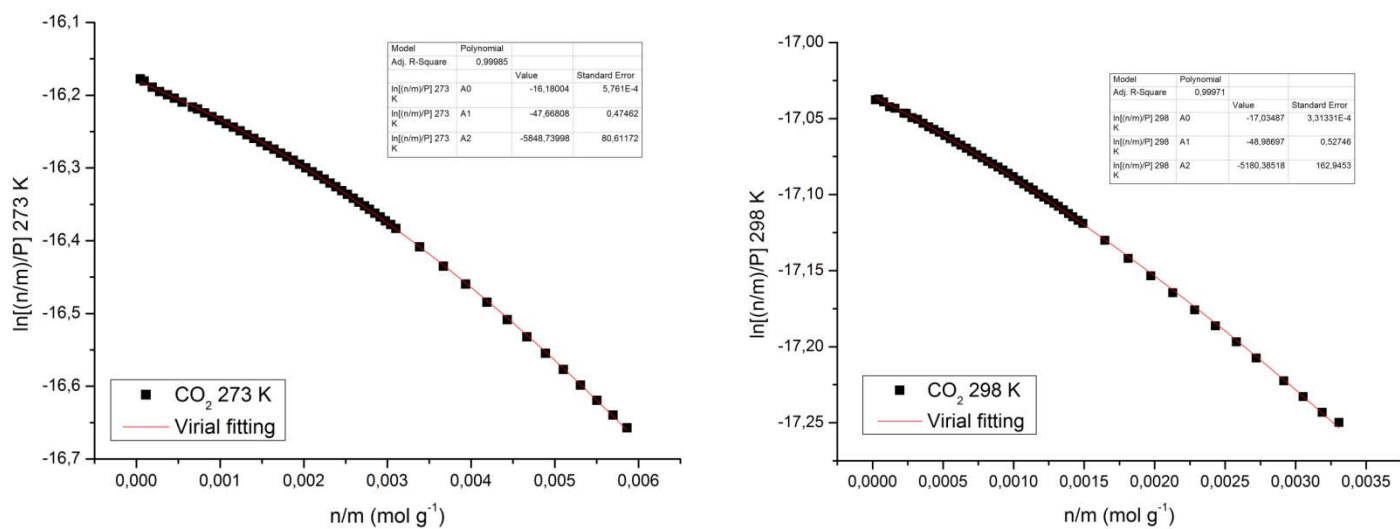 -16,1
-16,2
-16,3
-16,4
-16,5
-16,6
-16,7
ln[(n/m)/P] 273 K
Model Polynomial
Adj. R-Square 0,99985
Value Standard Error
ln[(n/m)/P] 273 K A0 -16,18004 5,761E-4
ln[(n/m)/P] 273 K A1 -47,66808 0,47462
ln[(n/m)/P] 273 K A2 -5848,73998 80,61172
CO2 273 K
Virial fitting
0,000 0,001 0,002 0,003 0,004 0,005 0,006
n/m (mol g-1)
-17,00
-17,05
-17,10
-17,15
-17,20
-17,25
ln[(n/m)/P] 298 K
Model Polynomial
Adj. R-Square 0,99971
Value Standard Error
ln[(n/m)/P] 298 K A0 -17,03487 3,31331E-4
ln[(n/m)/P] 298 K A1 -48,98697 0,52746
ln[(n/m)/P] 298 K A2 -5180,38518 162,9453
CO2 298 K
Virial fitting
0,0000 0,0005 0,0010 0,0015 0,0020 0,0025 0,0030 0,0035
n/m (mol g-1)